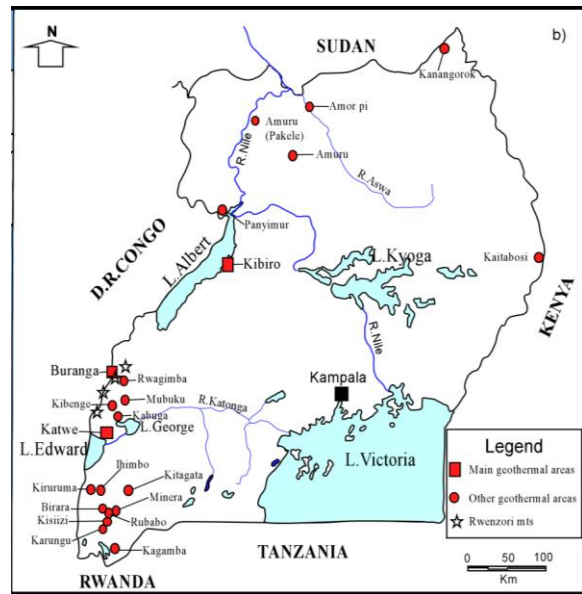 N
SUDAN
b)
Kanangorok
Amor pi
Amuru
(Pakele)
R.Nile
Amuru
R.Aswa
Panyimur
D.R.CONGO
L.Albert
Kibiro
L.Kyoga
Kaitabosi
KENYA
R.Nile
Buranga
Rwagimba
Kampala
Mubuku
Kibenge
R.Katonga
Kabuga
Katwe
L.George
L.Edward
L.Victoria
Ihimbo
Kiruruma
Kitagata
Birara
Minera
Kisiizi
Rubabo
Karungu
Kagamba
TANZANIA
RWANDA
Legend
Main geothermal areas
Other geothermal areas
Rwenzori mts
0 50 100
Km